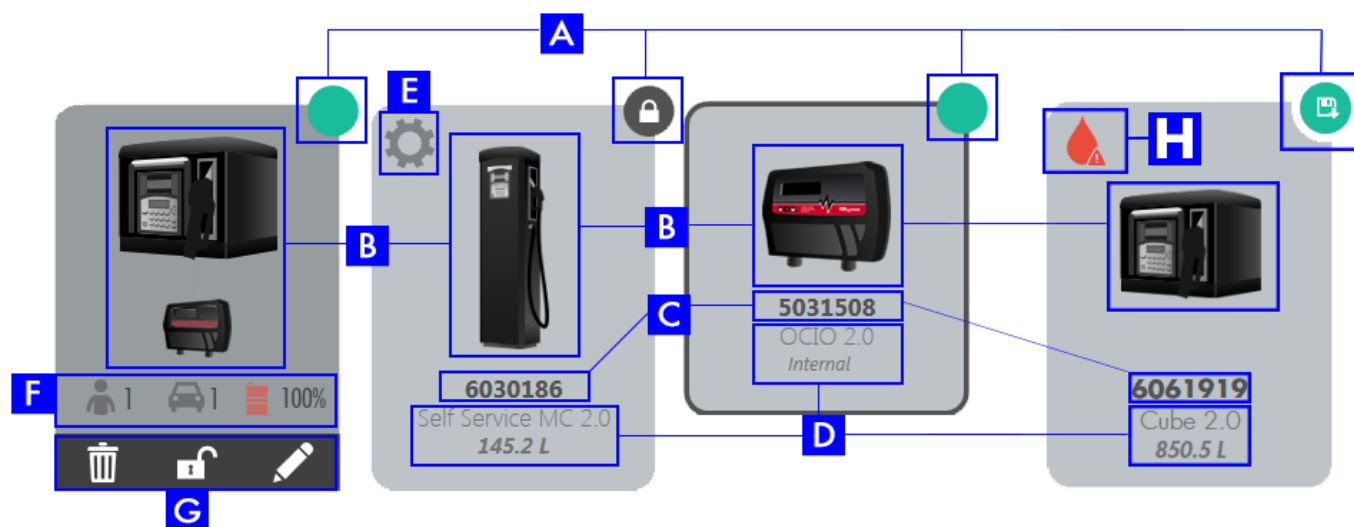 A
E
H
B
B
C
5031508
OCIO 2.0
Internal
6030186
Self Service MC 2.0
145.2 L
6061919
Cube 2.0
850.5 L
F
1
1
100%
D
G